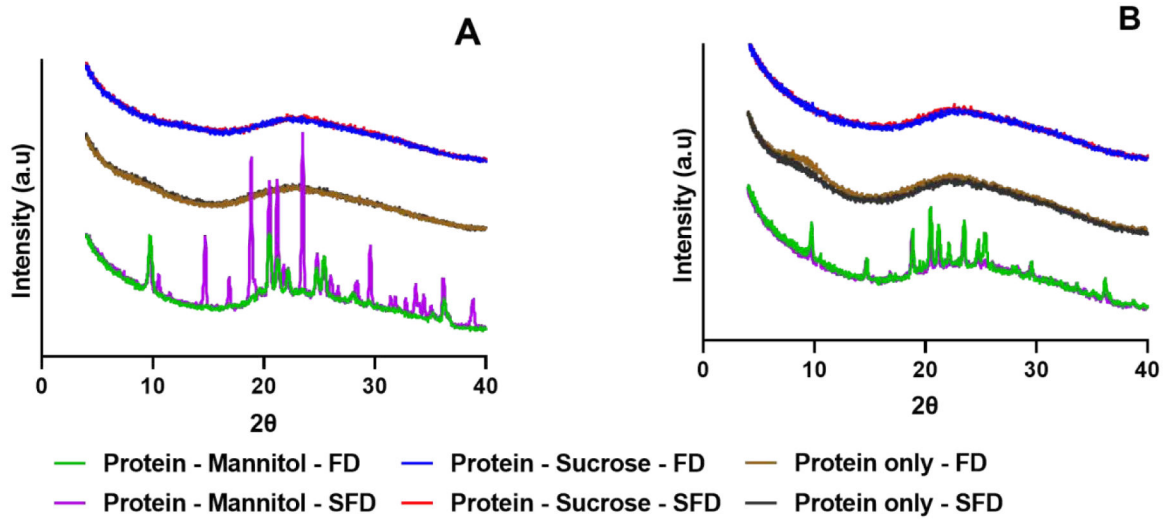 A
B
Intensity (a.u)
Intensity (a.u)
0 10 20 30 40
0 10 20 30 40
2θ
2θ
Protein - Mannitol - FD Protein - Sucrose - FD Protein only - FD
Protein - Mannitol - SFD Protein - Sucrose - SFD Protein only - SFD